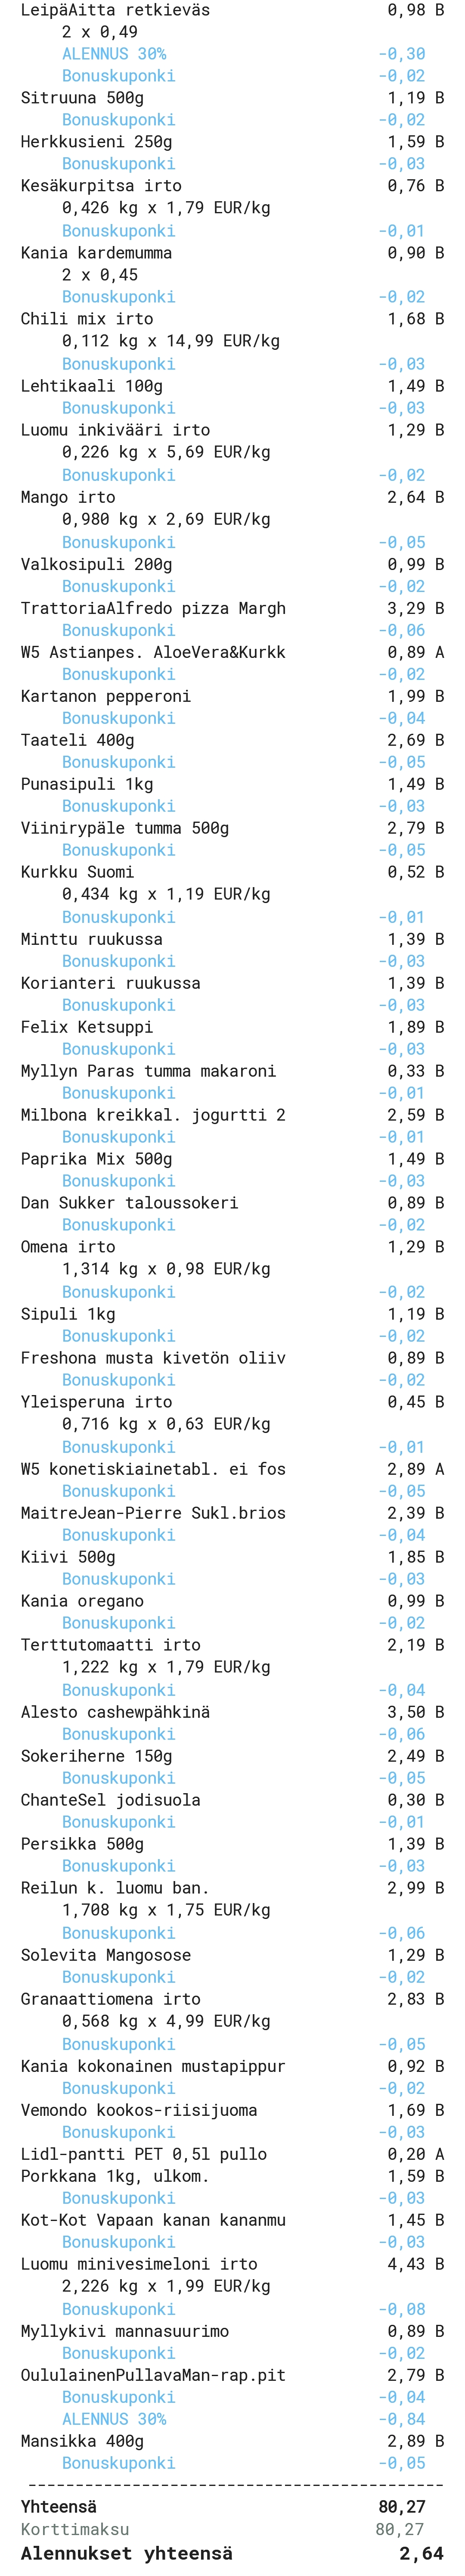 LeipäAitta retkieväs 0,98 B
2 x 0,49
ALENNUS 30% -0,30
Bonuskuponki -0,02
Sitruuna 500g 1,19 B
Bonuskuponki -0,02
Herkkusieni 250g 1,59 B
Bonuskuponki -0,03
Kesäkurpitsa irto 0,76 B
0,426 kg x 1,79 EUR/kg
Bonuskuponki -0,01
Kania kardemumma 0,90 B
2 x 0,45
Bonuskuponki -0,02
Chili mix irto 1,68 B
0,112 kg x 14,99 EUR/kg
Bonuskuponki -0,03
Lehtikaali 100g 1,49 B
Bonuskuponki -0,03
Luomu inkivääri irto 1,29 B
0,226 kg x 5,69 EUR/kg
Bonuskuponki -0,02
Mango irto 2,64 B
0,980 kg x 2,69 EUR/kg
Bonuskuponki -0,05
Valkosipuli 200g 0,99 B
Bonuskuponki -0,02
TrattoriaAlfredo pizza Margh 3,29 B
Bonuskuponki -0,06
W5 Astianpes. AloeVera&Kurkk 0,89 A
Bonuskuponki -0,02
Kartanon pepperoni 1,99 B
Bonuskuponki -0,04
Taateli 400g 2,69 B
Bonuskuponki -0,05
Punasipuli 1kg 1,49 B
Bonuskuponki -0,03
Viinirypäle tumma 500g 2,79 B
Bonuskuponki -0,05
Kurkku Suomi 0,52 B
0,434 kg x 1,19 EUR/kg
Bonuskuponki -0,01
Minttu ruukussa 1,39 B
Bonuskuponki -0,03
Korianteri ruukussa 1,39 B
Bonuskuponki -0,03
Felix Ketsuppi 1,89 B
Bonuskuponki -0,03
Myllyn Paras tumma makaroni 0,33 B
Bonuskuponki -0,01
Milbona kreikkal. jogurtti 2 2,59 B
Bonuskuponki -0,01
Paprika Mix 500g 1,49 B
Bonuskuponki -0,03
Dan Sukker taloussokeri 0,89 B
Bonuskuponki -0,02
Omena irto 1,29 B
1,314 kg x 0,98 EUR/kg
Bonuskuponki -0,02
Sipuli 1kg 1,19 B
Bonuskuponki -0,02
Freshona musta kivetön oliiv 0,89 B
Bonuskuponki -0,02
Yleisperuna irto 0,45 B
0,716 kg x 0,63 EUR/kg
Bonuskuponki -0,01
W5 konetiskiainetabl. ei fos 2,89 A
Bonuskuponki -0,05
MaitreJean-Pierre Sukl.brios 2,39 B
Bonuskuponki -0,04
Kiivi 500g 1,85 B
Bonuskuponki -0,03
Kania oregano 0,99 B
Bonuskuponki -0,02
Terttutomaatti irto 2,19 B
1,222 kg x 1,79 EUR/kg
Bonuskuponki -0,04
Alesto cashewpähkinä 3,50 B
Bonuskuponki -0,06
Sokeriherne 150g 2,49 B
Bonuskuponki -0,05
ChanteSel jodisuola 0,30 B
Bonuskuponki -0,01
Persikka 500g 1,39 B
Bonuskuponki -0,03
Reilun k. luomu ban. 2,99 B
1,708 kg x 1,75 EUR/kg
Bonuskuponki -0,06
Solevita Mangosose 1,29 B
Bonuskuponki -0,02
Granaattiomena irto 2,83 B
0,568 kg x 4,99 EUR/kg
Bonuskuponki -0,05
Kania kokonainen mustapippur 0,92 B
Bonuskuponki -0,02
Vemondo kookos-riisijuoma 1,69 B
Bonuskuponki -0,03
Lidl-pantti PET 0,5l pullo 0,20 A
Porkkana 1kg, ulkom. 1,59 B
Bonuskuponki -0,03
Kot-Kot Vapaan kanan kananmu 1,45 B
Bonuskuponki -0,03
Luomu minivesimeloni irto 4,43 B
2,226 kg x 1,99 EUR/kg
Bonuskuponki -0,08
Myllykivi mannasuurimo 0,89 B
Bonuskuponki -0,02
OululainenPullavaMan-rap.pit 2,79 B
Bonuskuponki -0,04
ALENNUS 30% -0,84
Mansikka 400g 2,89 B
Bonuskuponki -0,05
--------------------------------------------
Yhteensä 80,27
Korttimaksu 80,27
Alennukset yhteensä 2,64